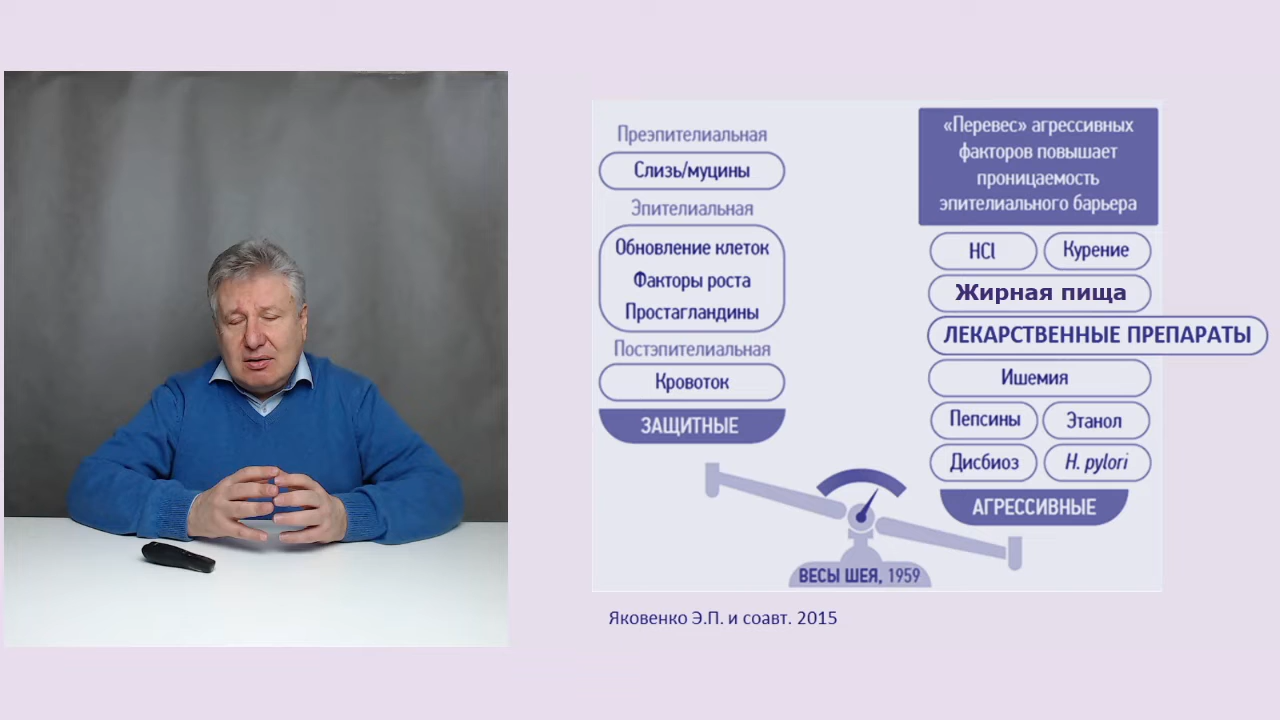 Преэпителиальная
Слизь/муцины
Эпителиальная
Обновление клеток
Факторы роста
Простагландины
Постэпителиальная
Кровоток
ЗАЩИТНЫЕ
«Перевес» агрессивных
факторов повышает
проницаемость
эпителиального барьера
HCl
Курение
Жирная пища
ЛЕКАРСТВЕННЫЕ ПРЕПАРАТЫ
Ишемия
Пепсины
Этанол
Дисбиоз
H. pylori
АГРЕССИВНЫЕ
ВЕСЫ ШЕЯ, 1959
Яковенко Э.П. и соавт. 2015